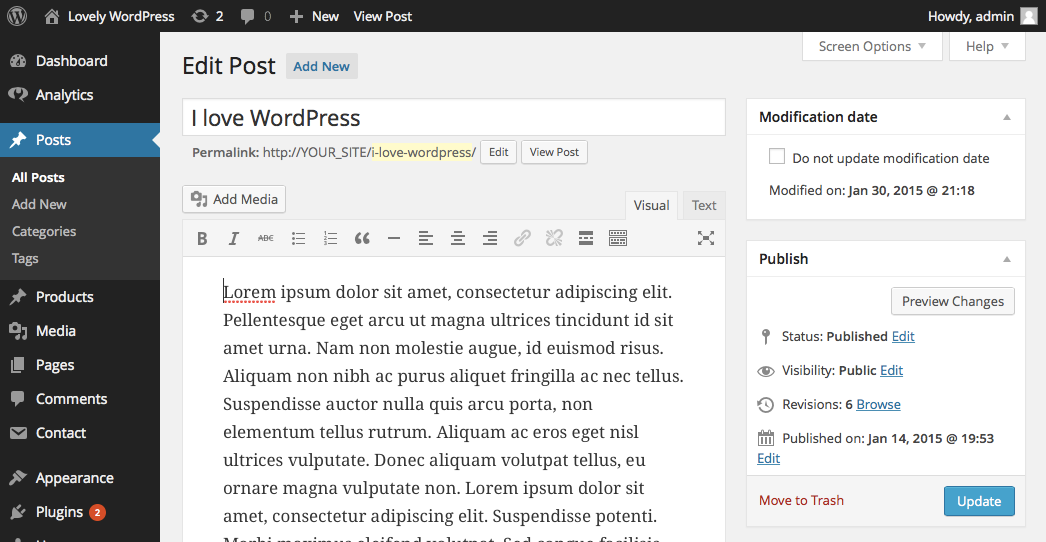 Lovely WordPress 2 0 New View Post Howdy, admin
Dashboard
Analytics
Posts
All Posts
Add New
Categories
Tags
Products
Media
Pages
Comments
Contact
Appearance
Plugins 2
Screen Options Help
Edit Post Add New
I love WordPress
Permalink: http://YOUR_SITE/i-love-wordpress/ Edit View Post
Add Media
Visual Text
B I ABC
Lorem ipsum dolor sit amet, consectetur adipiscing elit.
Pellentesque eget arcu ut magna ultrices tincidunt id sit
amet urna. Nam non molestie augue, id euismod risus.
Aliquam non nibh ac purus aliquet fringilla ac nec tellus.
Suspendisse auctor nulla quis arcu porta, non
elementum tellus rutrum. Aliquam ac eros eget nisl
ultrices vulputate. Donec aliquam volutpat tellus, eu
ornare magna vulputate non. Lorem ipsum dolor sit
amet, consectetur adipiscing elit. Suspendisse potenti.
Modification date
Do not update modification date
Modified on: Jan 30, 2015 @ 21:18
Publish
Preview Changes
Status: Published Edit
Visibility: Public Edit
Revisions: 6 Browse
Published on: Jan 14, 2015 @ 19:53
Edit
Move to Trash Update